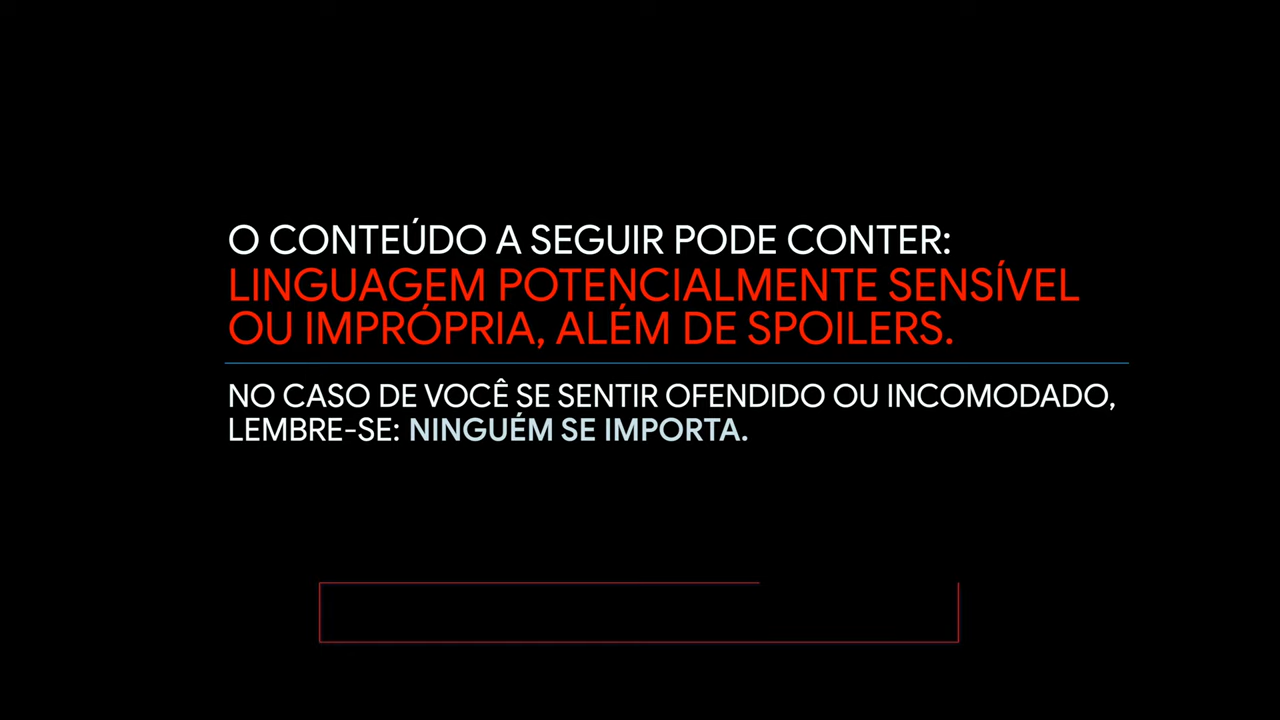 O CONTEÚDO A SEGUIR PODE CONTER:
LINGUAGEM POTENCIALMENTE SENSÍVEL
OU IMPRÓPRIA, ALÉM DE SPOILERS.
NO CASO DE VOCÊ SE SENTIR OFENDIDO OU INCOMODADO,
LEMBRE-SE: NINGUÉM SE IMPORTA.